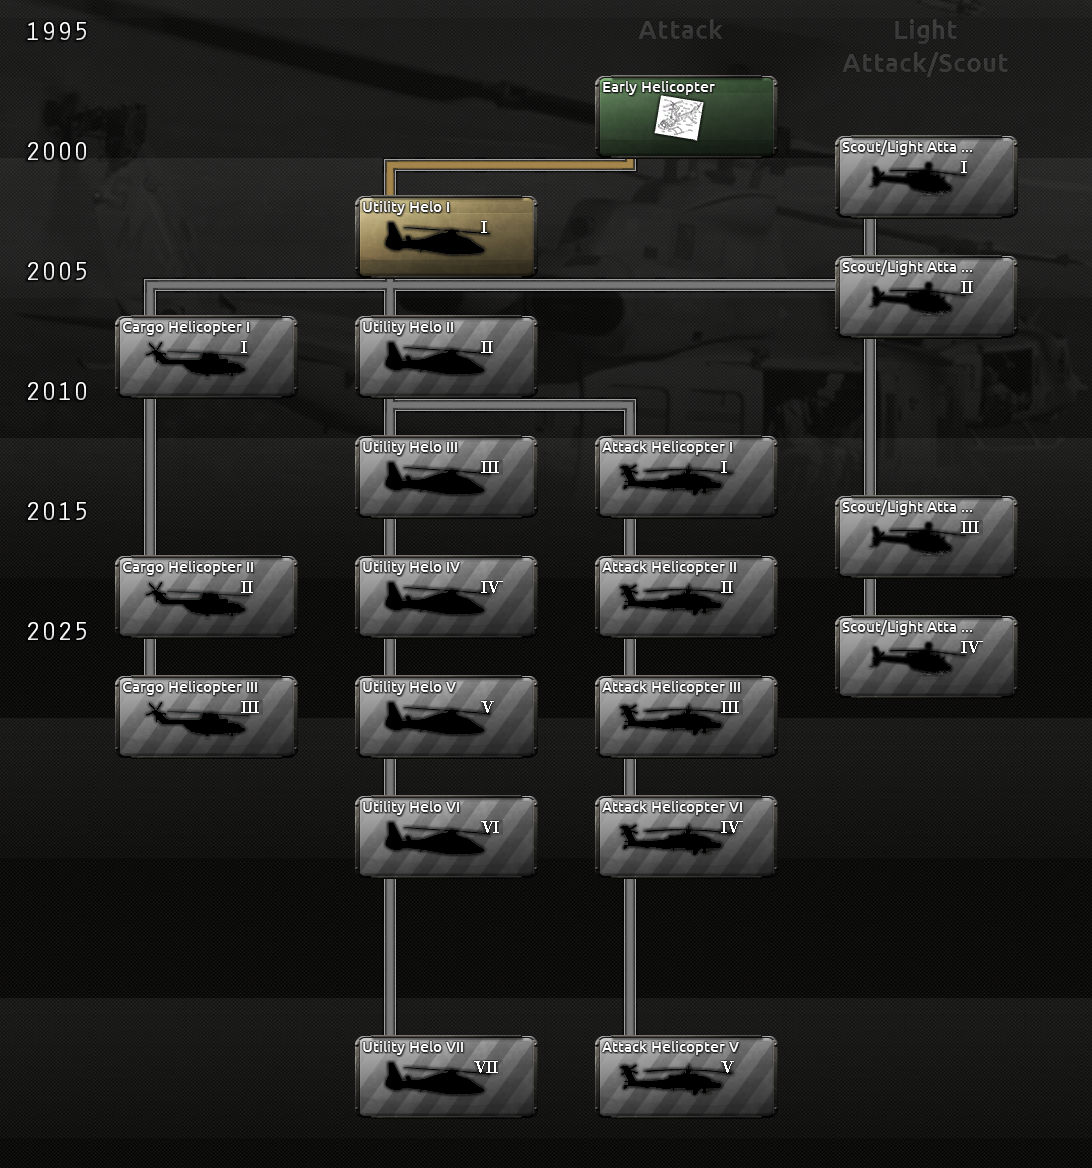 1995
Attack
Light
Attack/Scout
Early Helicopter
2000
Scout/Light Atta ...
I
Utility Helo I
I
2005
Scout/Light Atta ...
II
Cargo Helicopter I
I
Utility Helo II
II
2010
Utility Helo III
III
Attack Helicopter I
I
2015
Scout/Light Atta ...
III
Cargo Helicopter II
II
Utility Helo IV
IV
Attack Helicopter II
II
2025
Scout/Light Atta ...
IV
Cargo Helicopter III
III
Utility Helo V
V
Attack Helicopter III
III
Utility Helo VI
VI
Attack Helicopter VI
IV
Utility Helo VII
VII
Attack Helicopter V
V